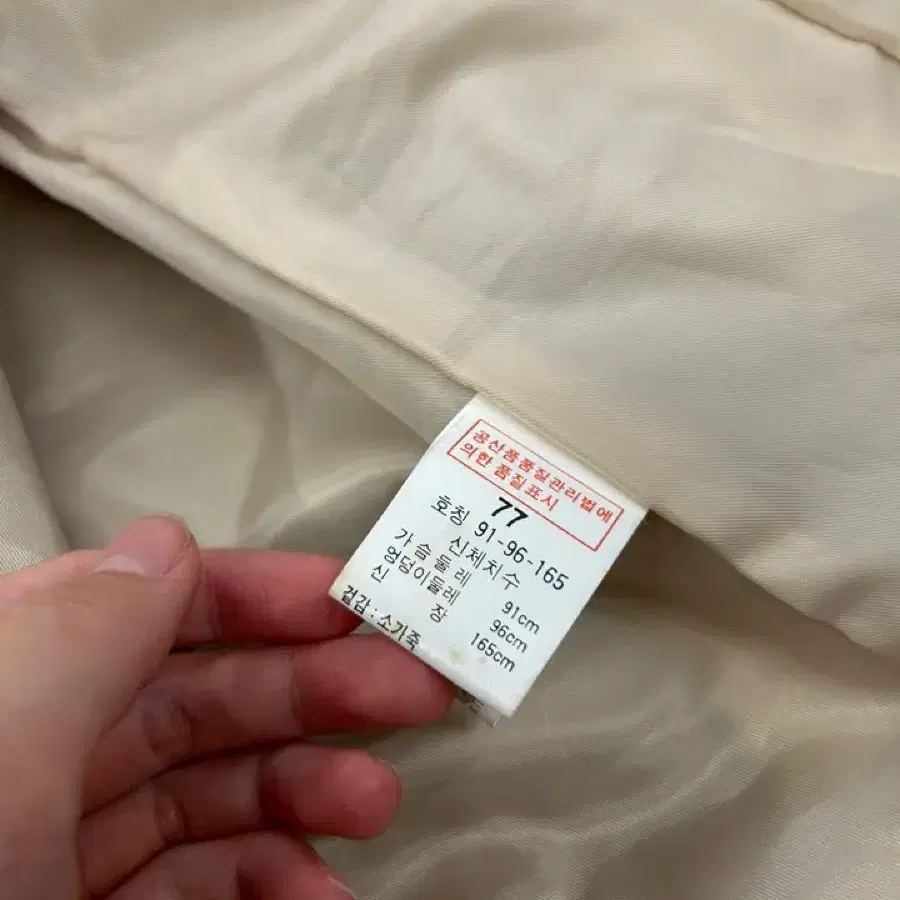 공산품품질관리법에
의한 품질표시
77
호칭 91-96-165
신체치수
가슴둘레 91cm
엉덩이둘레 96cm
신 장 165cm
겉감 : 소가죽